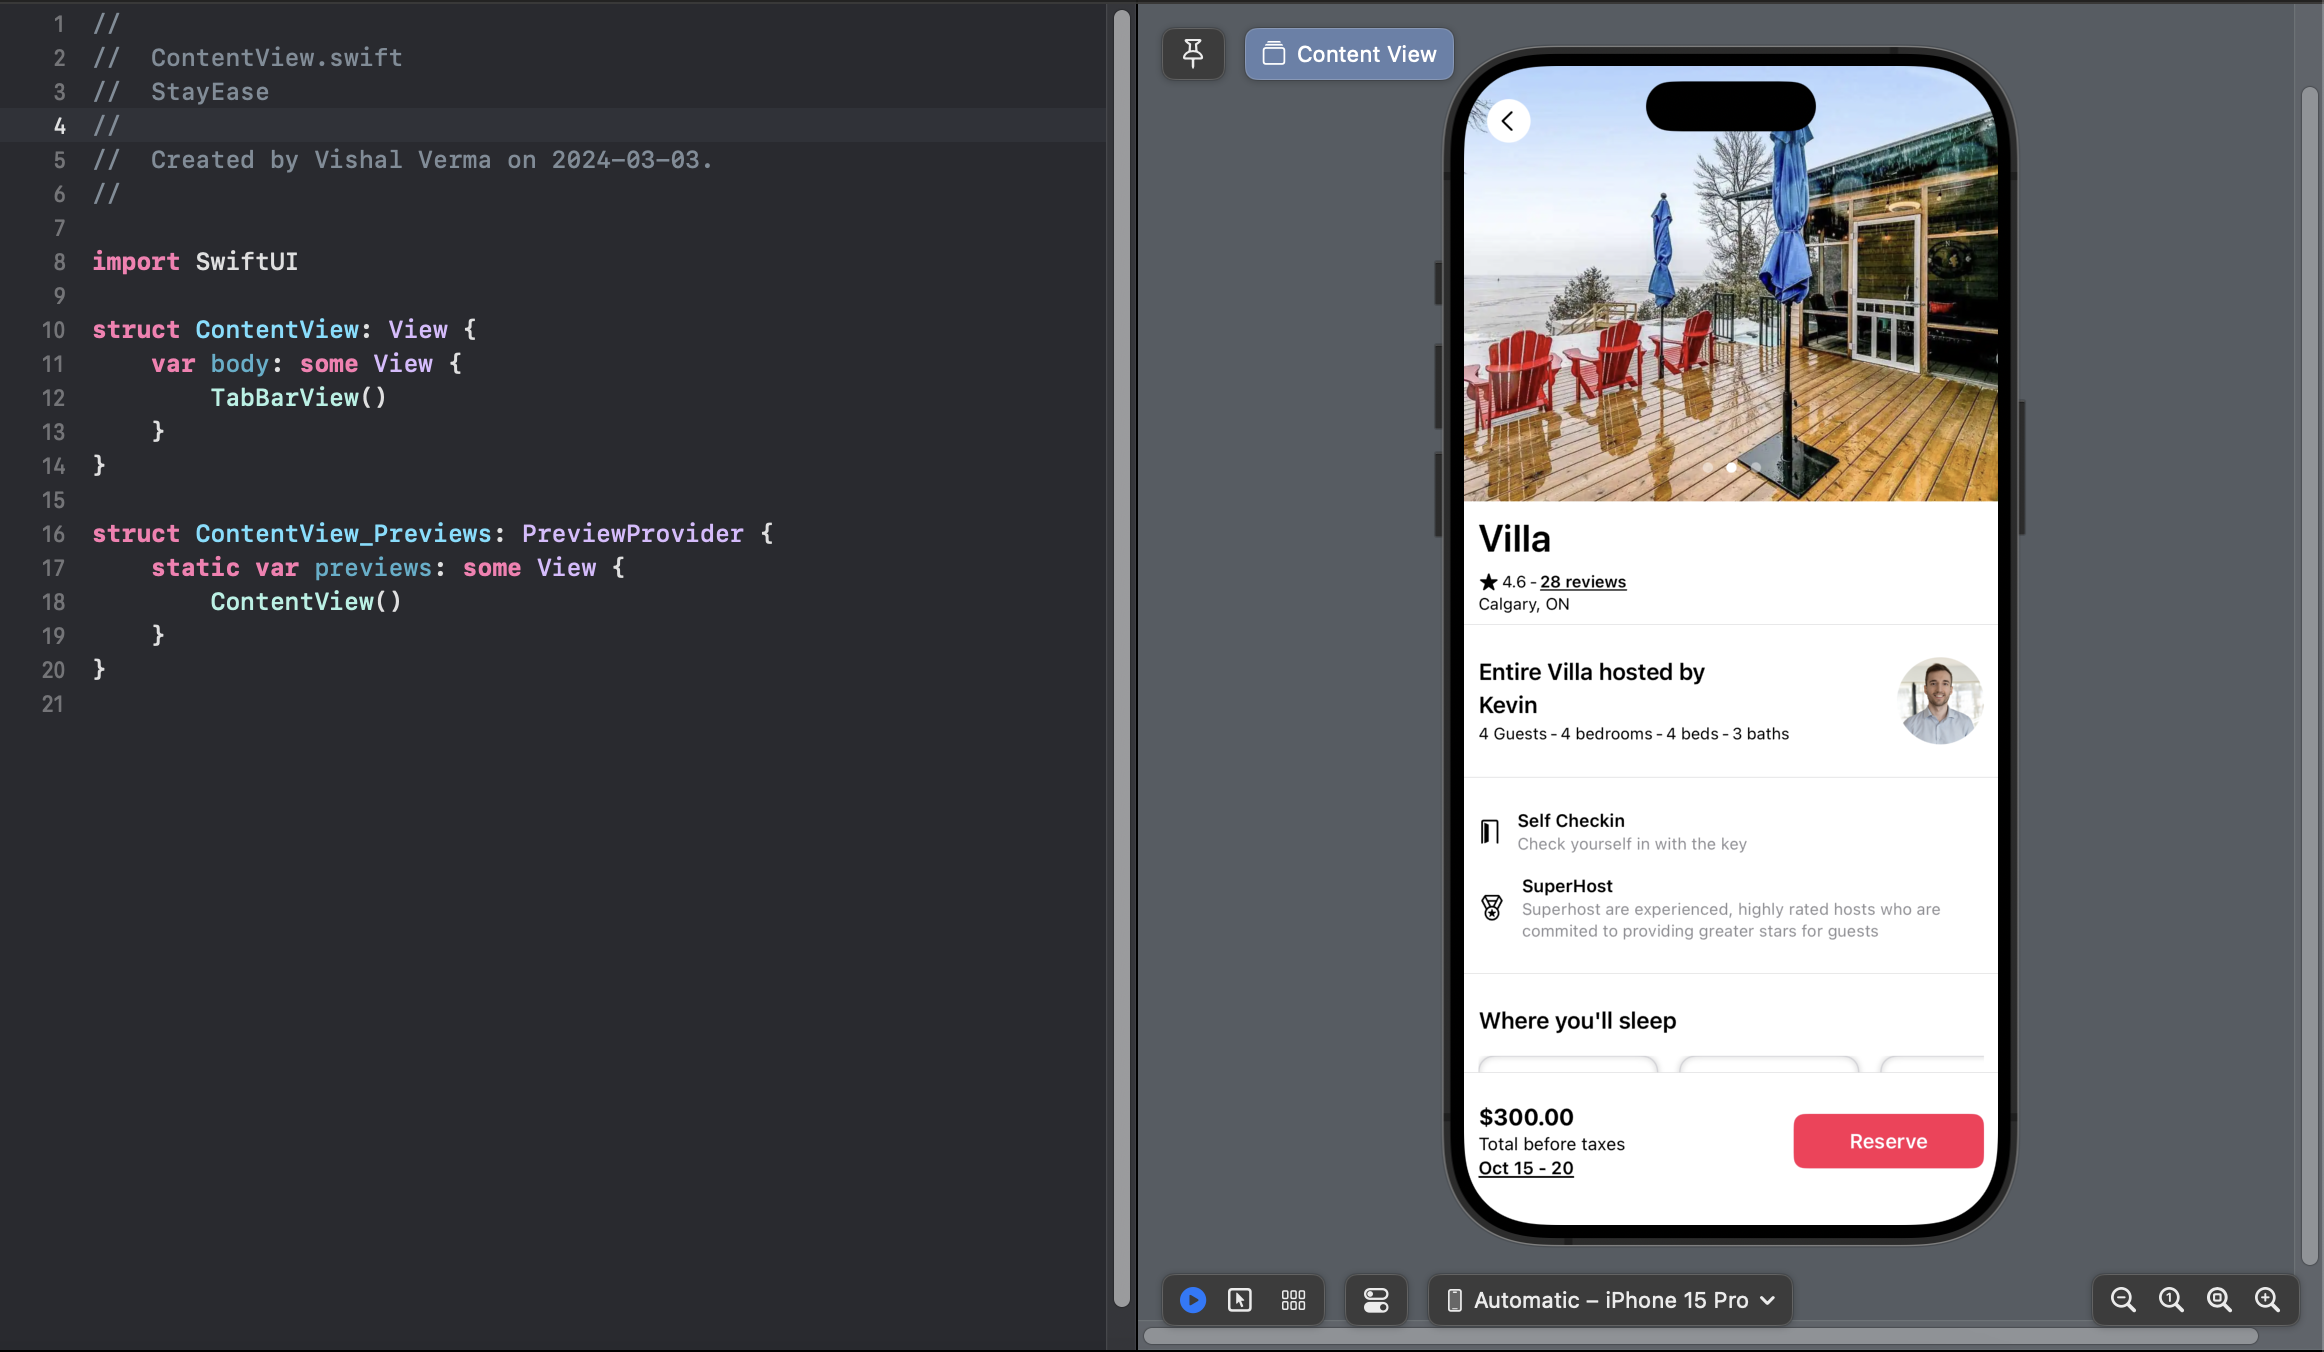 1 //
2 //  ContentView.swift
3 //  StayEase
4 //
5 //  Created by Vishal Verma on 2024-03-03.
6 //
7
8 import SwiftUI
9
10 struct ContentView: View {
11     var body: some View {
12         TabBarView()
13     }
14 }
15
16 struct ContentView_Previews: PreviewProvider {
17     static var previews: some View {
18         ContentView()
19     }
20 }
21
Content View
Villa
★ 4.6 - 28 reviews
Calgary, ON
Entire Villa hosted by
Kevin
4 Guests - 4 bedrooms - 4 beds - 3 baths
Self Checkin
Check yourself in with the key
SuperHost
Superhost are experienced, highly rated hosts who are
commited to providing greater stars for guests
Where you'll sleep
$300.00
Total before taxes
Oct 15 - 20
Reserve
Automatic – iPhone 15 Pro